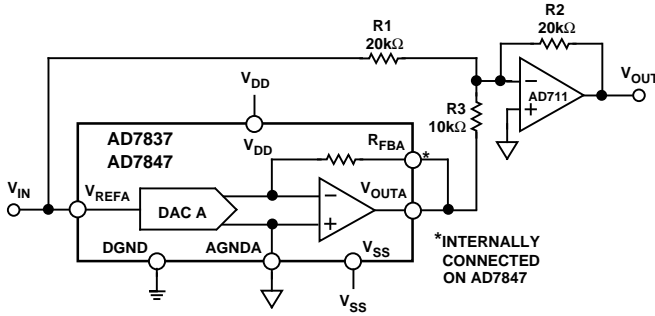 R1
20kΩ
R2
20kΩ
VDD
VOUT
AD711
R3
10kΩ
AD7837
AD7847
VDD
RFBA
*
VIN
VREFA
DAC A
VOUTA
DGND
AGNDA
VSS
*INTERNALLY
CONNECTED
ON AD7847
VSS